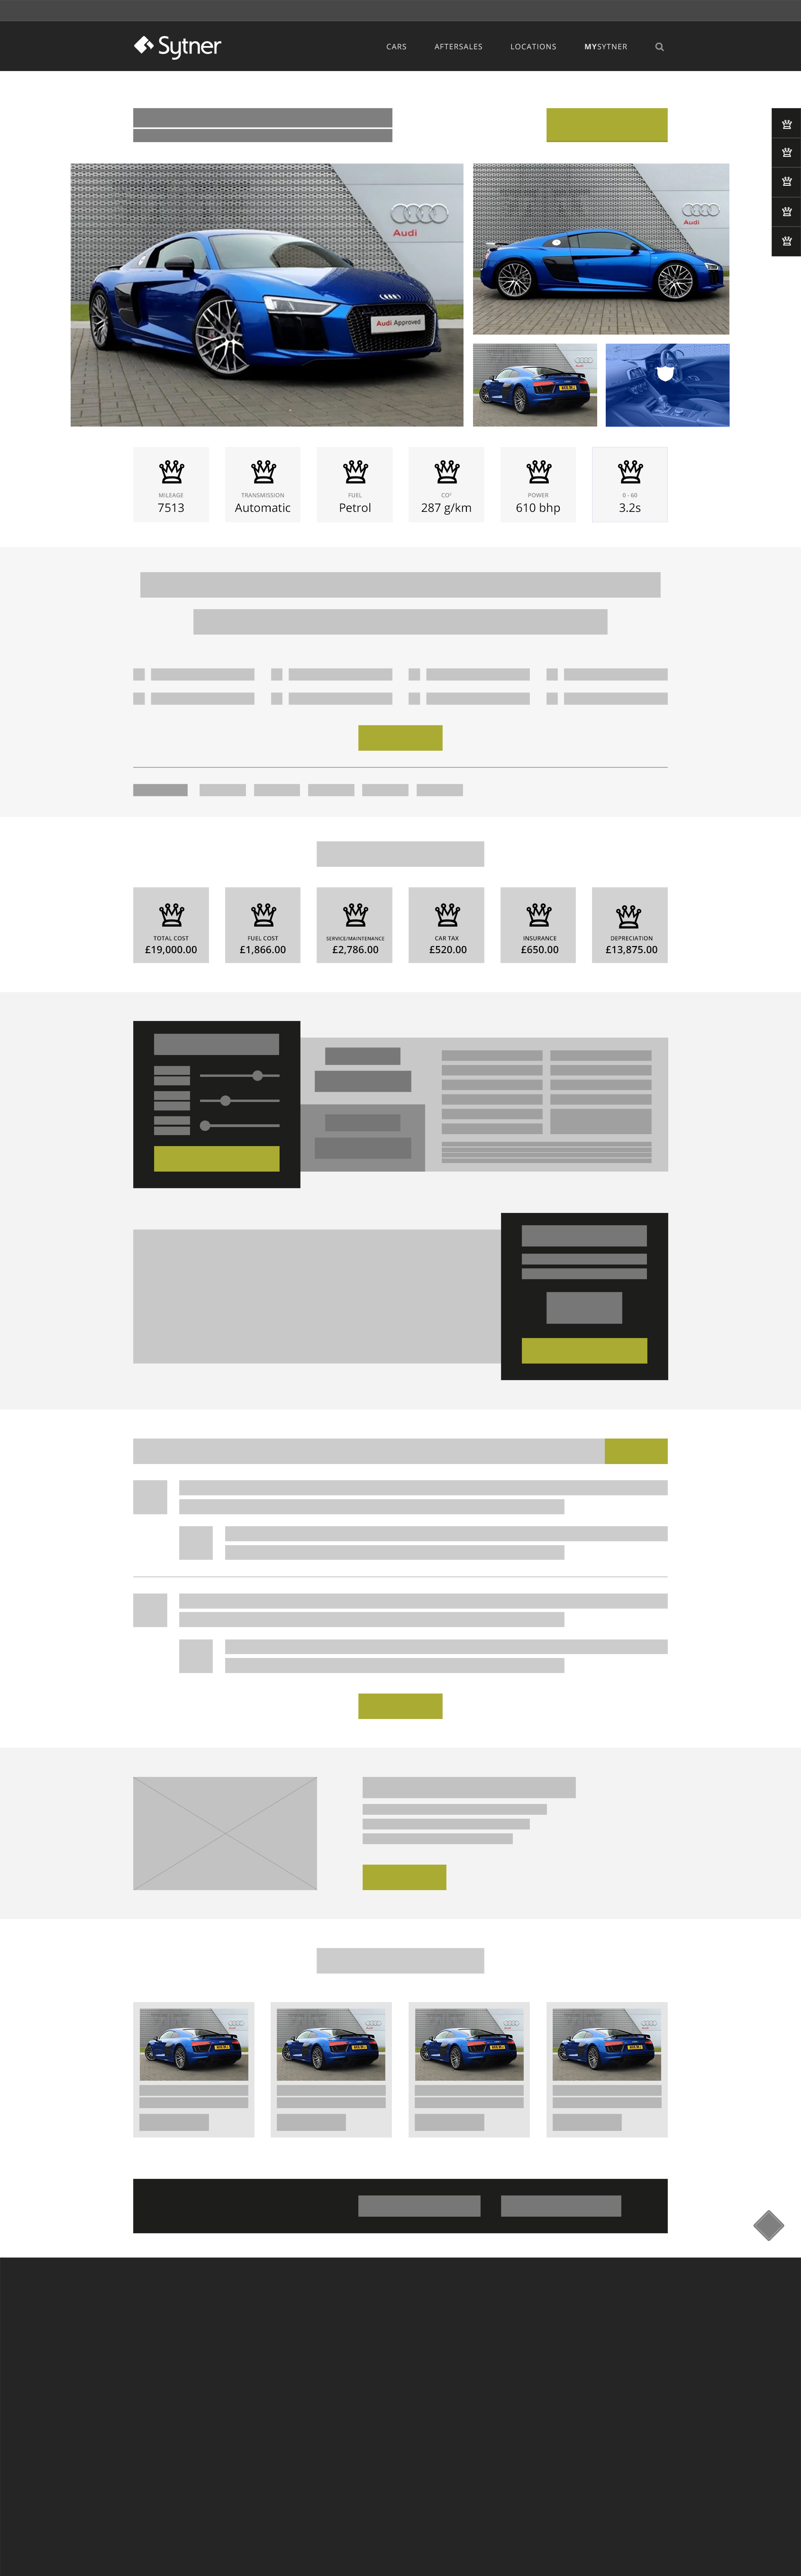 Sytner
CARS AFTERSALES LOCATIONS MYSYTNER
Audi
Audi Approved
Audi
MILEAGE
7513
TRANSMISSION
Automatic
FUEL
Petrol
CO²
287 g/km
POWER
610 bhp
0 - 60
3.2s
TOTAL COST
£19,000.00
FUEL COST
£1,866.00
SERVICE/MAINTENANCE
£2,786.00
CAR TAX
£520.00
INSURANCE
£650.00
DEPRECIATION
£13,875.00